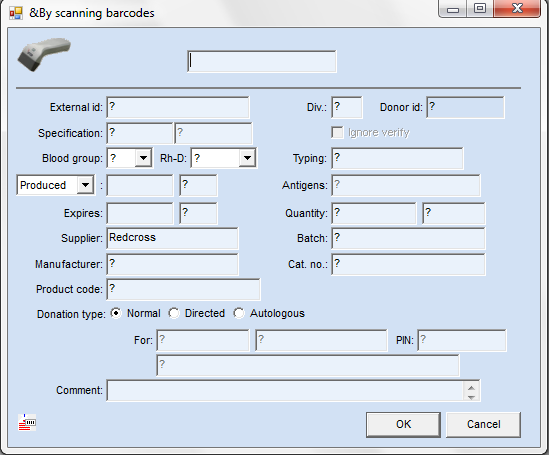 &By scanning barcodes
External id: ? Div.: ? Donor id: ?
Specification: ? ? Ignore verify
Blood group: ? Rh-D: ? Typing: ?
Produced : ? Antigens: ?
Expires: ? Quantity: ? ?
Supplier: Redcross Batch: ?
Manufacturer: ? Cat. no.: ?
Product code: ?
Donation type: Normal Directed Autologous
For: ? ? PIN: ?
?
Comment:
OK Cancel